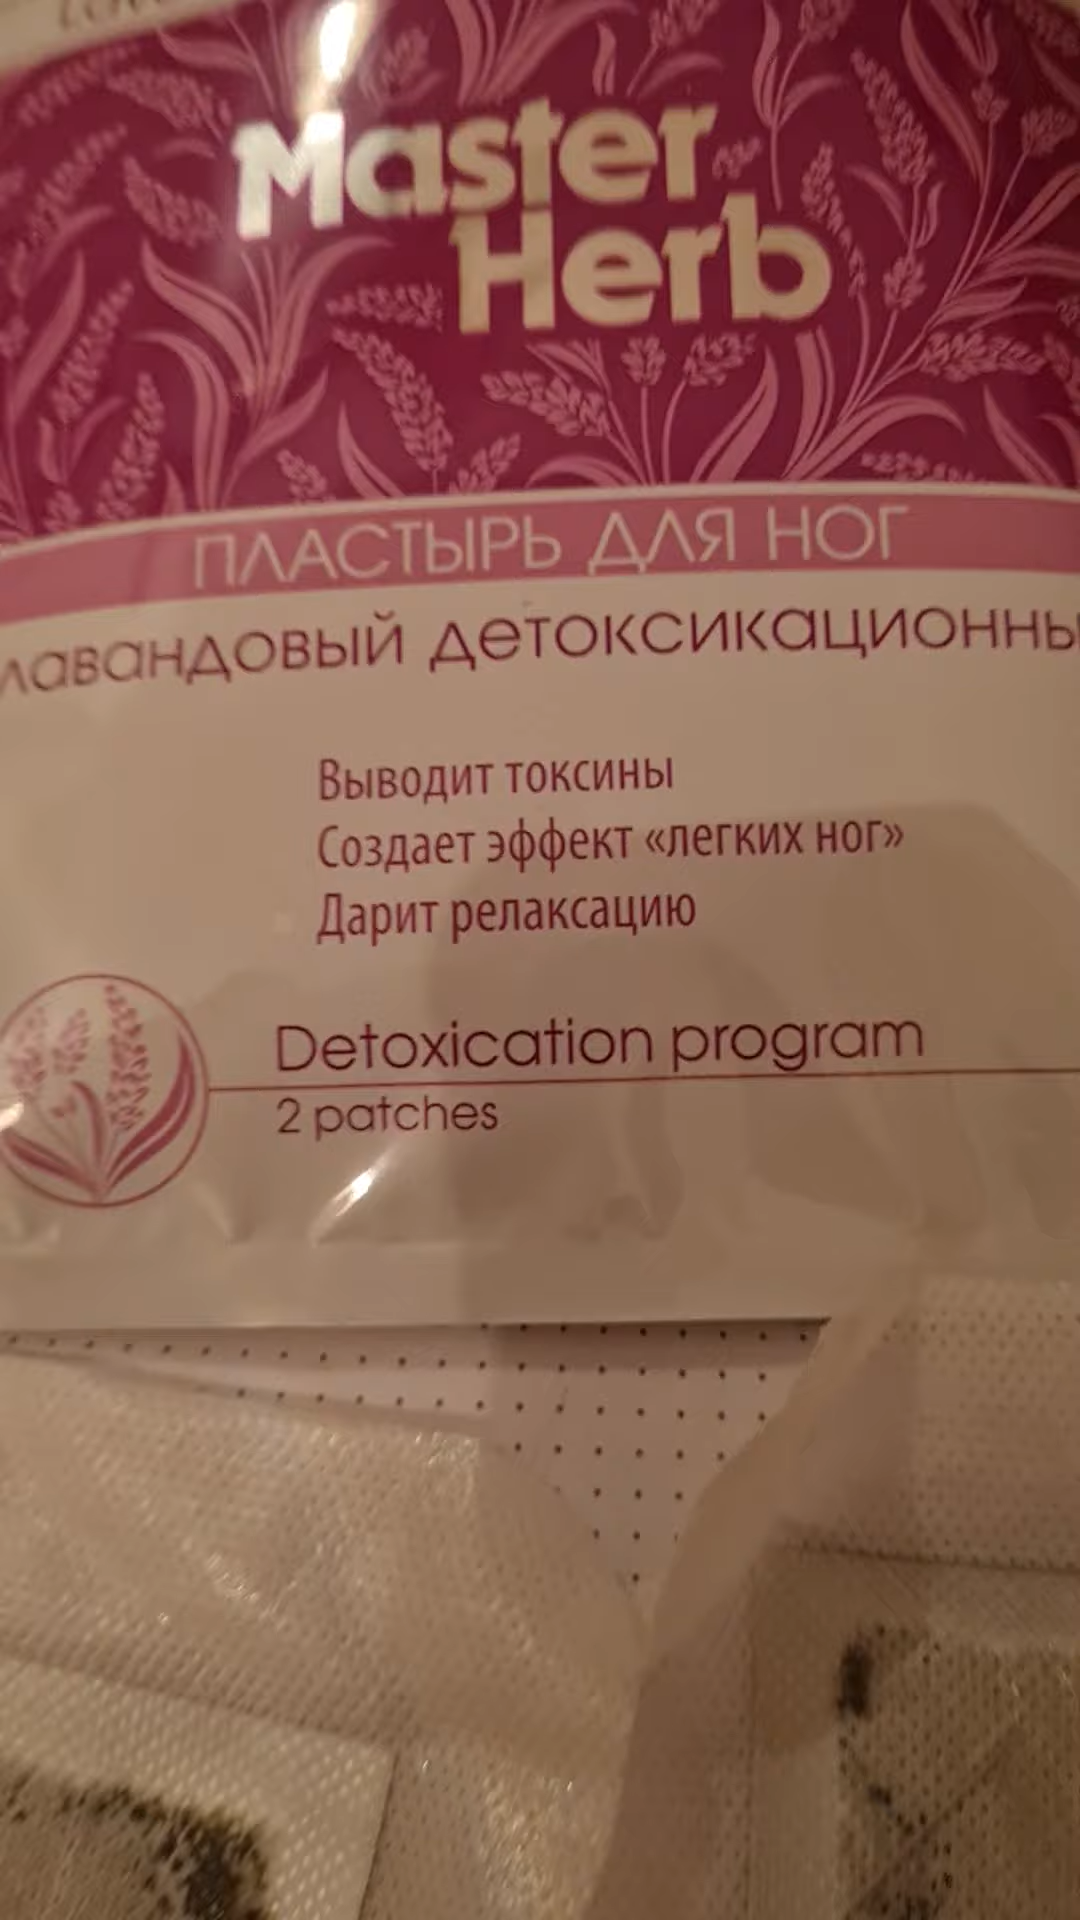 Master
Herb
ПЛАСТЫРЬ ДЛЯ НОГ
лавандовый детоксикационны
Выводит токсины
Создает эффект «легких ног»
Дарит релаксацию
Detoxication program
2 patches